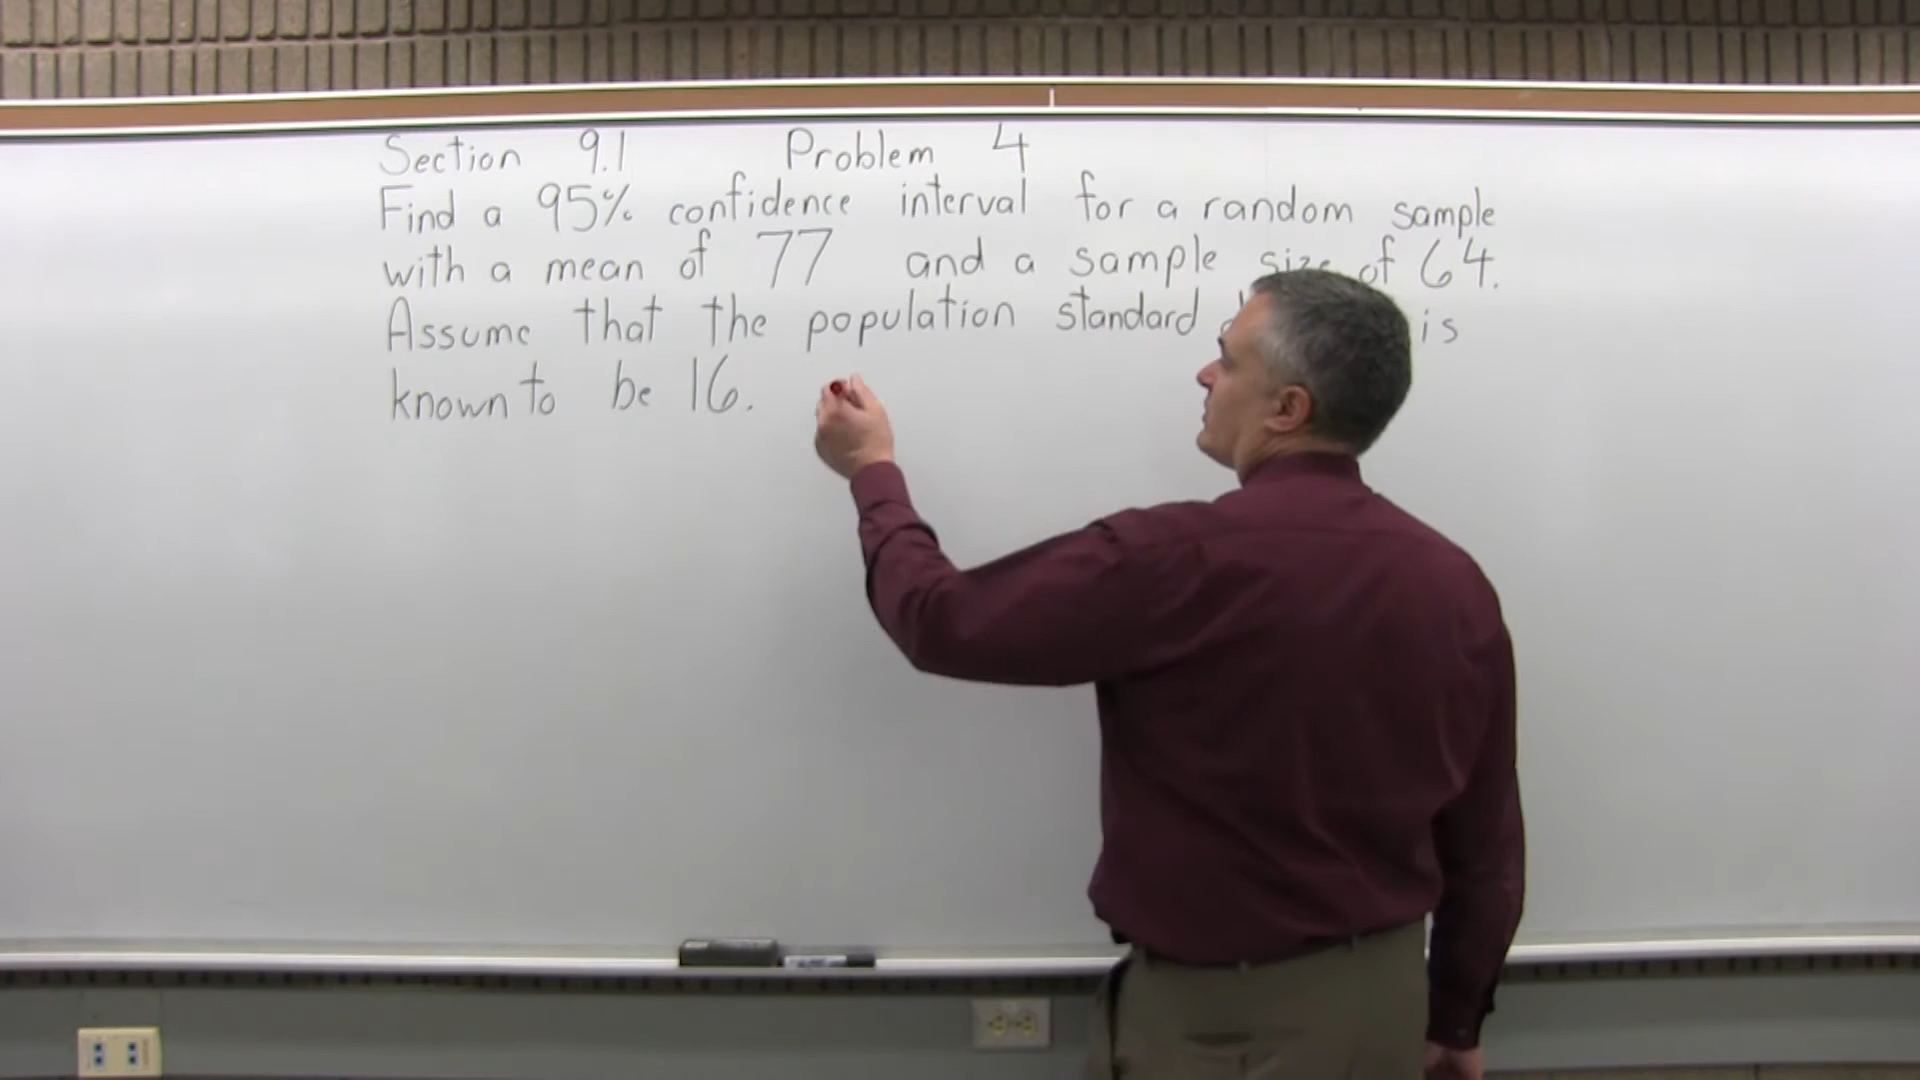 Section 9.1 Problem 4
Find a 95% confidence interval for a random sample
with a mean of 77 and a sample size of 64.
Assume that the population standard is
known to be 16.